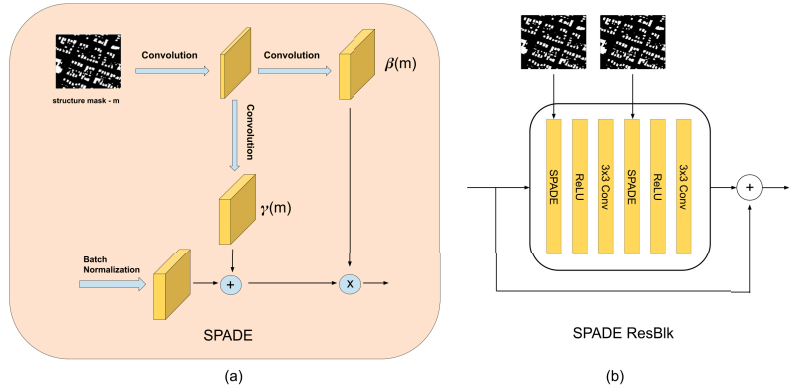 Convolution
Convolution
β(m)
structure mask - m
Convolution
γ(m)
Batch
Normalization
+
X
SPADE
(a)
SPADE
ReLU
3x3 Conv
SPADE
ReLU
3x3 Conv
+
SPADE ResBlk
(b)